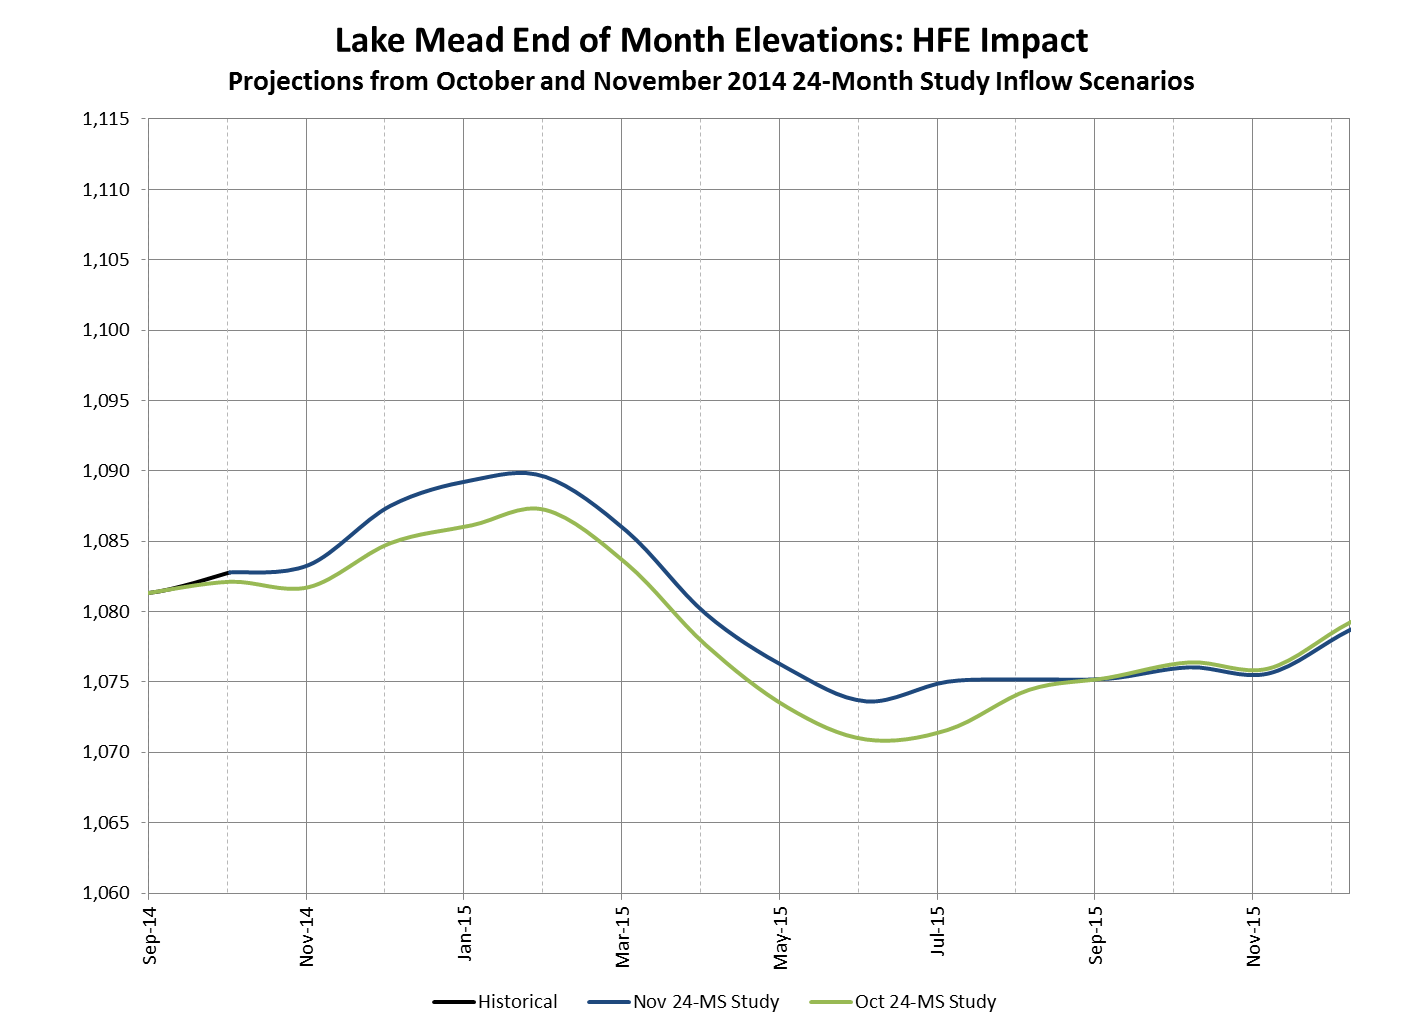 Lake Mead End of Month Elevations: HFE Impact
Projections from October and November 2014 24-Month Study Inflow Scenarios
1,115
1,110
1,105
1,100
1,095
1,090
1,085
1,080
1,075
1,070
1,065
1,060
Sep-14
Nov-14
Jan-15
Mar-15
May-15
Jul-15
Sep-15
Nov-15
Historical
Nov 24-MS Study
Oct 24-MS Study